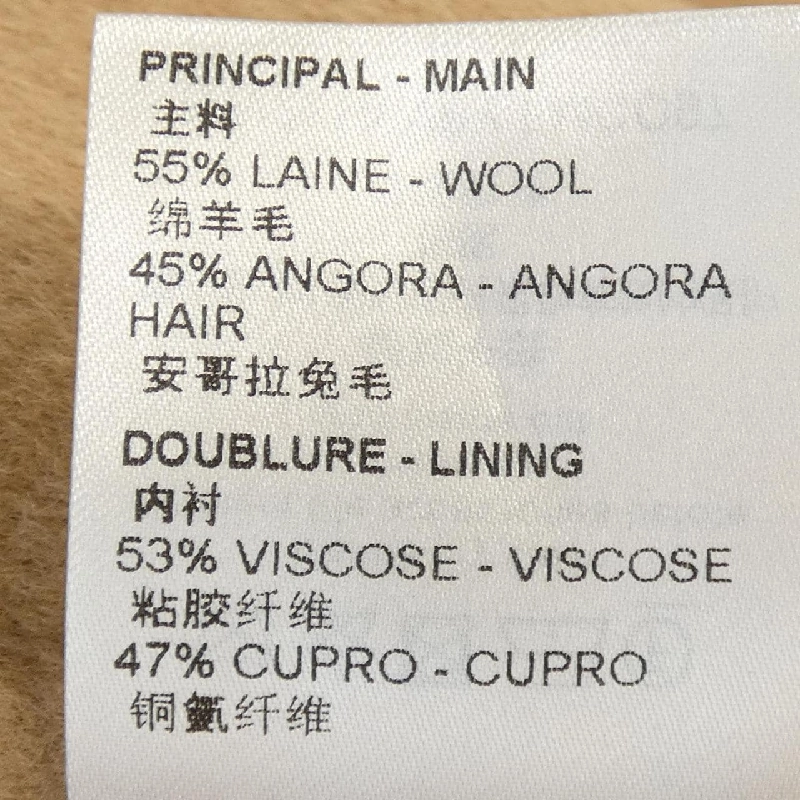 PRINCIPAL - MAIN
主料
55% LAINE - WOOL
绵羊毛
45% ANGORA - ANGORA
HAIR
安哥拉兔毛
DOUBLURE - LINING
内衬
53% VISCOSE - VISCOSE
粘胶纤维
47% CUPRO - CUPRO
铜氨纤维